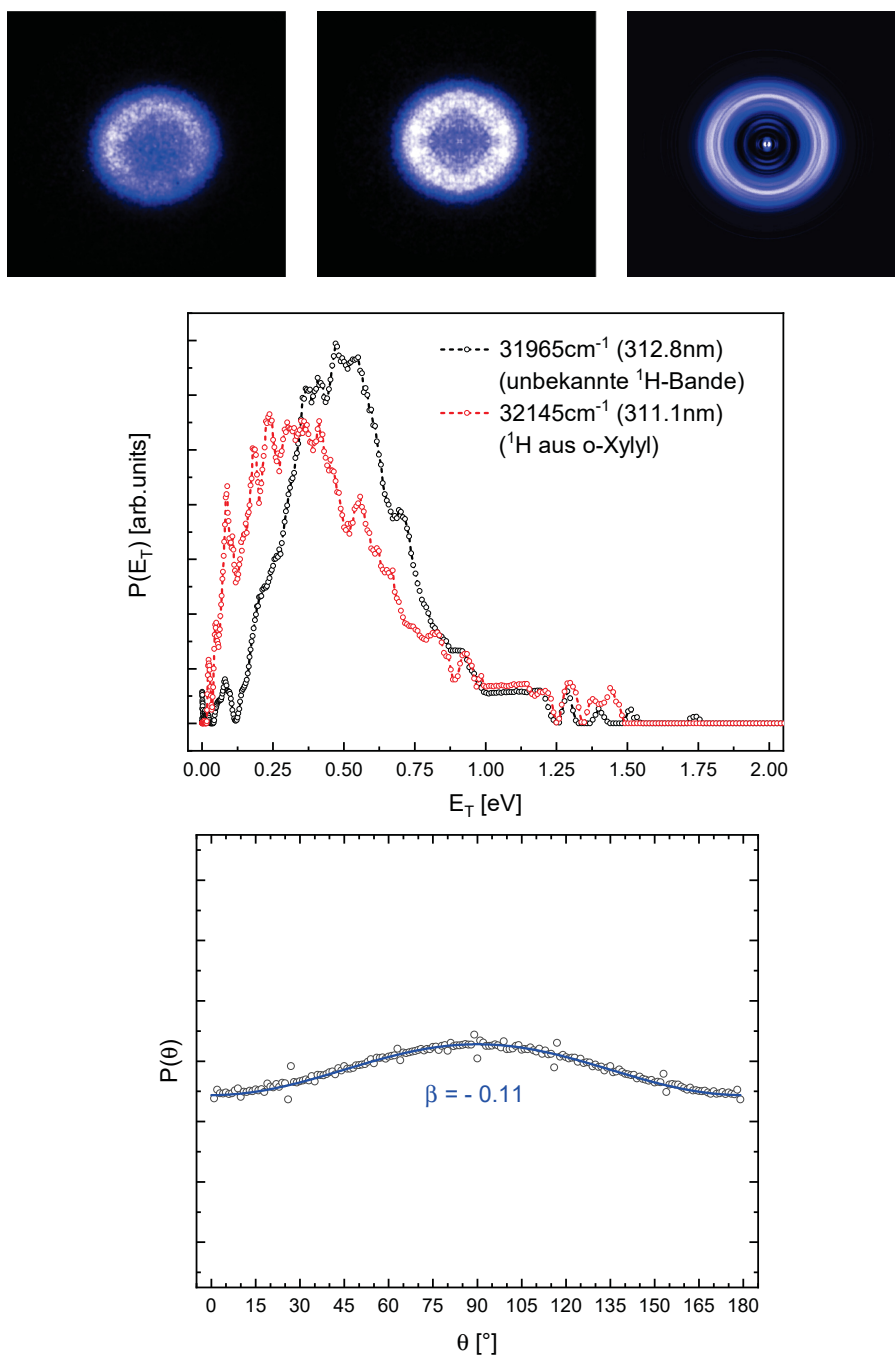 31965cm⁻¹ (312.8nm)
(unbekannte ¹H-Bande)
32145cm⁻¹ (311.1nm)
(¹H aus o-Xylyl)
P(E_T) [arb.units]
0.00 0.25 0.50 0.75 1.00 1.25 1.50 1.75 2.00
E_T [eV]
P(θ)
β = - 0.11
0 15 30 45 60 75 90 105 120 135 150 165 180
θ [°]